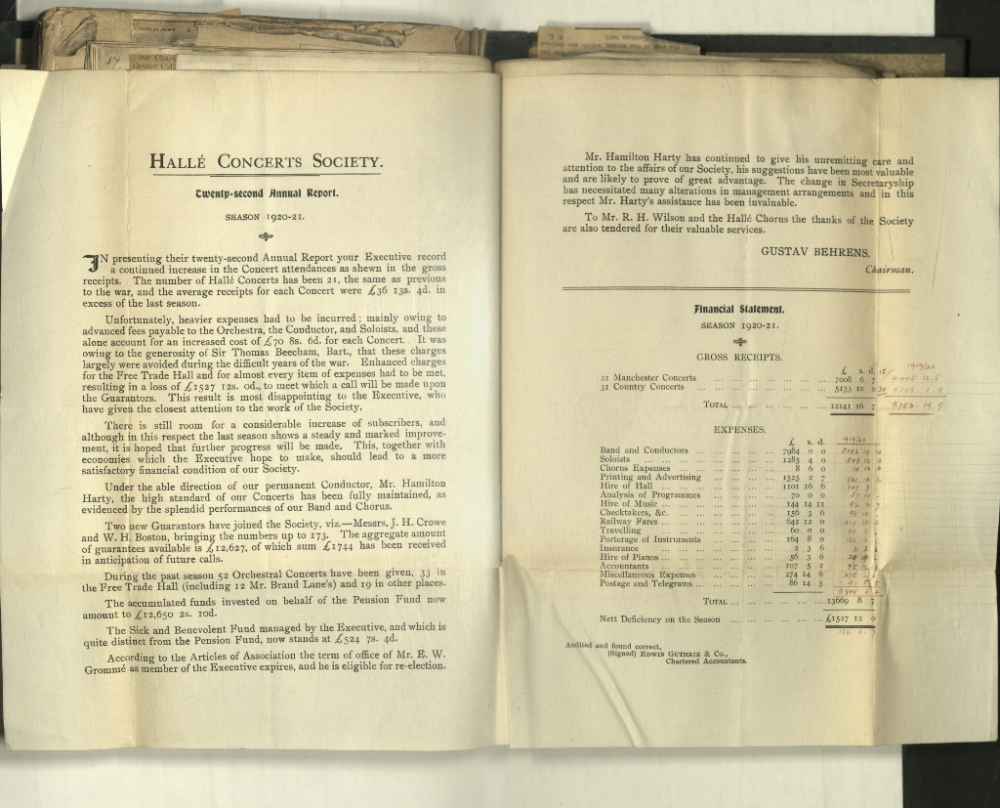 HALLÉ CONCERTS SOCIETY.
Twenty-second Annual Report.
SEASON 1920-21.
IN presenting their twenty-second Annual Report your Executive record
a continued increase in the Concert attendances as shewn in the gross
receipts. The number of Hallé Concerts has been 21, the same as previous
to the war, and the average receipts for each Concert were £36 13s. 4d. in
excess of the last season.
Unfortunately, heavier expenses had to be incurred; mainly owing to
advanced fees payable to the Orchestra, the Conductor, and Soloists, and these
alone account for an increased cost of £70 8s. 6d. for each Concert. It was
owing to the generosity of Sir Thomas Beecham, Bart., that these charges
largely were avoided during the difficult years of the war. Enhanced charges
for the Free Trade Hall and for almost every item of expenses had to be met,
resulting in a loss of £1527 12s. 0d., to meet which a call will be made upon
the Guarantors. This result is most disappointing to the Executive, who
have given the closest attention to the work of the Society.
There is still room for a considerable increase of subscribers, and
although in this respect the last season shows a steady and marked improve-
ment, it is hoped that further progress will be made. This, together with
economies which the Executive hope to make, should lead to a more
satisfactory financial condition of our Society.
Under the able direction of our permanent Conductor, Mr. Hamilton
Harty, the high standard of our Concerts has been fully maintained, as
evidenced by the splendid performances of our Band and Chorus.
Two new Guarantors have joined the Society, viz.—Messrs. J. H. Crowe
and W. H. Boston, bringing the numbers up to 173. The aggregate amount
of guarantees available is £12,627, of which sum £1744 has been received
in anticipation of future calls.
During the past season 52 Orchestral Concerts have been given, 33 in
the Free Trade Hall (including 12 Mr. Brand Lane's) and 19 in other places.
The accumulated funds invested on behalf of the Pension Fund now
amount to £12,650 2s. 10d.
The Sick and Benevolent Fund managed by the Executive, and which is
quite distinct from the Pension Fund, now stands at £524 7s. 4d.
According to the Articles of Association the term of office of Mr. E. W.
Grommé as member of the Executive expires, and he is eligible for re-election.
Mr. Hamilton Harty has continued to give his unremitting care and
attention to the affairs of our Society, his suggestions have been most valuable
and are likely to prove of great advantage. The change in Secretaryship
has necessitated many alterations in management arrangements and in this
respect Mr. Harty's assistance has been invaluable.
To Mr. R. H. Wilson and the Hallé Chorus the thanks of the Society
are also tendered for their valuable services.
GUSTAV BEHRENS,
Chairman.
Financial Statement.
SEASON 1920-21.
GROSS RECEIPTS.
£ s. d. 1919/20
21 Manchester Concerts ... 7008 6 7
31 Country Concerts ... 5133 10 0
TOTAL ... 12141 16 7
EXPENSES.
£ s. d. 1919/20
Band and Conductors ... 7984 0 0
Soloists ... 1285 4 0
Chorus Expenses ... 8 6 0
Printing and Advertising ... 1525 2 7
Hire of Hall ... 1101 16 6
Analysis of Programmes ... 70 0 0
Hire of Music ... 144 14 11
Checktakers, &c. ... 156 3 6
Railway Fares ... 642 12 0
Travelling ... 60 0 0
Porterage of Instruments ... 164 8 0
Insurance ... 2 3 6
Hire of Pianos ... 56 3 6
Accountants ... 107 5 2
Miscellaneous Expenses ... 274 14 6
Postage and Telegrams ... 86 14 5
TOTAL ... 13669 8 7
Nett Deficiency on the Season ... £1527 12 0
Audited and found correct,
(Signed) EDWIN GUTHRIE & Co.,
Chartered Accountants.